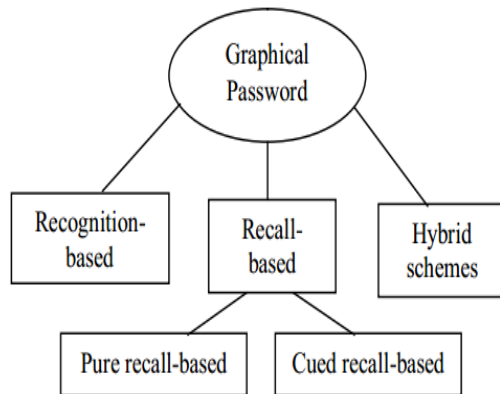 Graphical
Password
Recognition-
based
Recall-
based
Hybrid
schemes
Pure recall-based
Cued recall-based